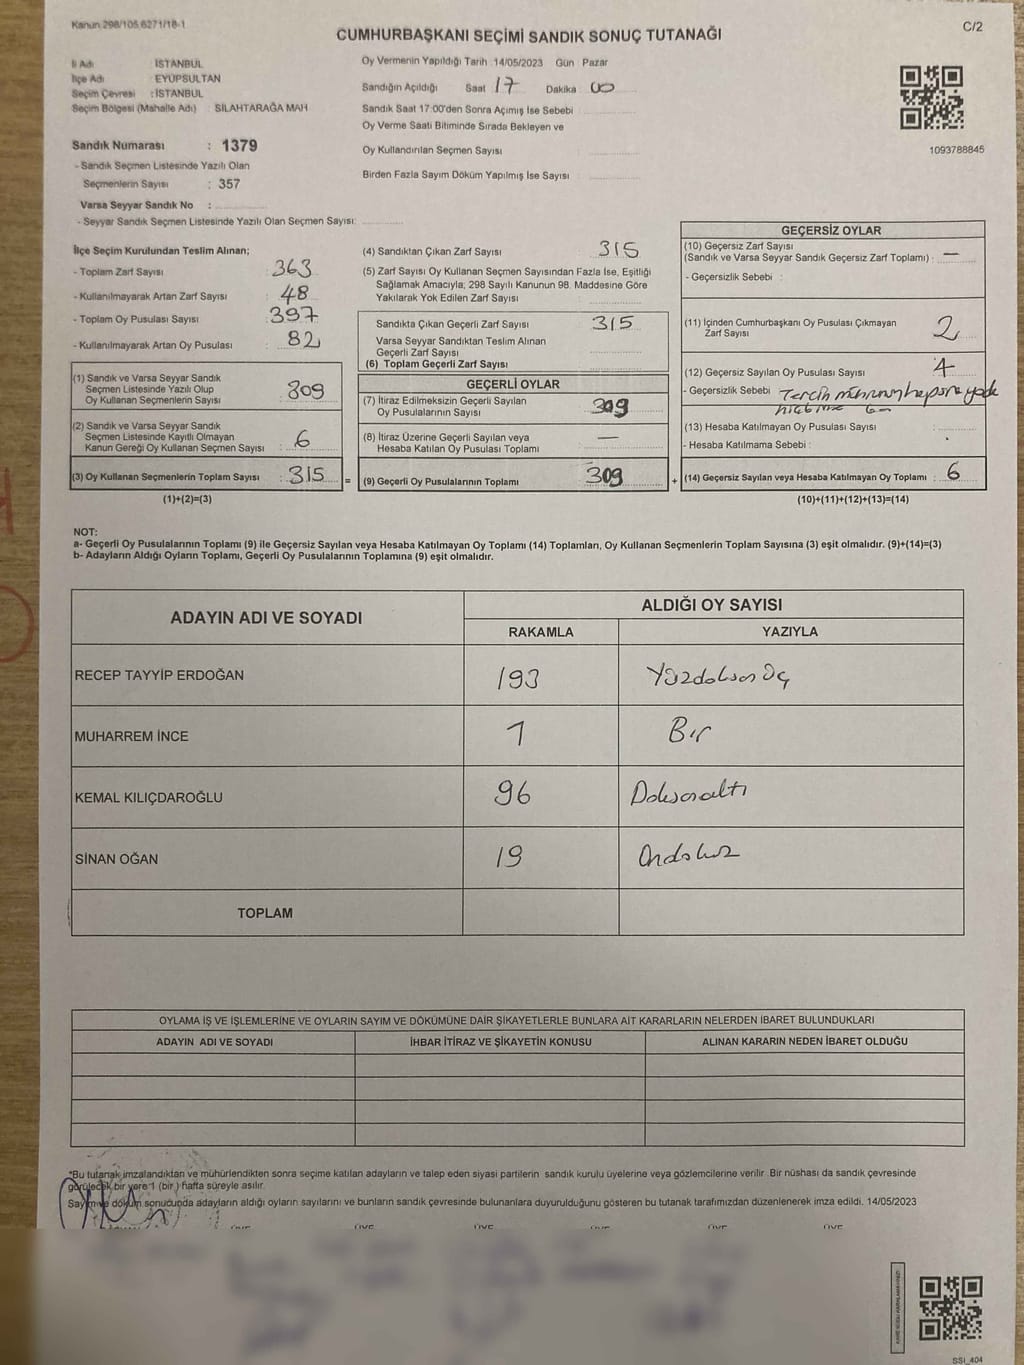 Kanun 298/105,6271/18-1
C/2
CUMHURBAŞKANI SEÇİMİ SANDIK SONUÇ TUTANAĞI
İl Adı İSTANBUL
İlçe Adı EYÜPSULTAN
Seçim Çevresi : İSTANBUL
Seçim Bölgesi (Mahalle Adı) : SİLAHTARAĞA MAH
Sandık Numarası : 1379
- Sandık Seçmen Listesinde Yazılı Olan
Seçmenlerin Sayısı : 357
Varsa Seyyar Sandık No :
- Seyyar Sandık Seçmen Listesinde Yazılı Olan Seçmen Sayısı:
Oy Vermenin Yapıldığı Tarih 14/05/2023 Gün Pazar
Sandığın Açıldığı Saat 17 Dakika 00
Sandık Saat 17:00'den Sonra Açımış İse Sebebi
Oy Verme Saati Bitiminde Sırada Bekleyen ve
Oy Kullandırılan Seçmen Sayısı
Birden Fazla Sayım Döküm Yapılmış İse Sayısı
1093788845
İlçe Seçim Kurulundan Teslim Alınan;
- Toplam Zarf Sayısı : 363
- Kullanılmayarak Artan Zarf Sayısı : 48
- Toplam Oy Pusulası Sayısı : 397
- Kullanılmayarak Artan Oy Pusulası : 82
(1) Sandık ve Varsa Seyyar Sandık
Seçmen Listesinde Yazılı Olup
Oy Kullanan Seçmenlerin Sayısı : 309
(2) Sandık ve Varsa Seyyar Sandık
Seçmen Listesinde Kayıtlı Olmayan
Kanun Gereği Oy Kullanan Seçmen Sayısı : 6
(3) Oy Kullanan Seçmenlerin Toplam Sayısı : 315 =
(1)+(2)=(3)
(4) Sandıktan Çıkan Zarf Sayısı 315
(5) Zarf Sayısı Oy Kullanan Seçmen Sayısından Fazla İse, Eşitliği
Sağlamak Amacıyla; 298 Sayılı Kanunun 98. Maddesine Göre
Yakılarak Yok Edilen Zarf Sayısı
Sandıkta Çıkan Geçerli Zarf Sayısı 315
Varsa Seyyar Sandıktan Teslim Alınan
Geçerli Zarf Sayısı
(6) Toplam Geçerli Zarf Sayısı
GEÇERLİ OYLAR
(7) İtiraz Edilmeksizin Geçerli Sayılan
Oy Pusulalarının Sayısı 309
(8) İtiraz Üzerine Geçerli Sayılan veya
Hesaba Katılan Oy Pusulası Toplamı —
(9) Geçerli Oy Pusulalarının Toplamı 309 +
GEÇERSİZ OYLAR
(10) Geçersiz Zarf Sayısı
(Sandık ve Varsa Seyyar Sandık Geçersiz Zarf Toplamı) : —
- Geçersizlik Sebebi :
(11) İçinden Cumhurbaşkanı Oy Pusulası Çıkmayan
Zarf Sayısı 2
(12) Geçersiz Sayılan Oy Pusulası Sayısı 4
- Geçersizlik Sebebi : Tercih
(13) Hesaba Katılmayan Oy Pusulası Sayısı :
- Hesaba Katılmama Sebebi :
(14) Geçersiz Sayılan veya Hesaba Katılmayan Oy Toplamı : 6
(10)+(11)+(12)+(13)=(14)
NOT:
a- Geçerli Oy Pusulalarının Toplamı (9) ile Geçersiz Sayılan veya Hesaba Katılmayan Oy Toplamı (14) Toplamları, Oy Kullanan Seçmenlerin Toplam Sayısına (3) eşit olmalıdır. (9)+(14)=(3)
b- Adayların Aldığı Oyların Toplamı, Geçerli Oy Pusulalarının Toplamına (9) eşit olmalıdır.
ADAYIN ADI VE SOYADI
ALDIĞI OY SAYISI
RAKAMLA YAZIYLA
RECEP TAYYİP ERDOĞAN 193 Yüzdoksan Üç
MUHARREM İNCE 1 Bir
KEMAL KILIÇDAROĞLU 96 Doksanaltı
SİNAN OĞAN 19 Ondokuz
TOPLAM
OYLAMA İŞ VE İŞLEMLERİNE VE OYLARIN SAYIM VE DÖKÜMÜNE DAİR ŞİKAYETLERLE BUNLARA AİT KARARLARIN NELERDEN İBARET BULUNDUKLARI
ADAYIN ADI VE SOYADI İHBAR İTİRAZ VE ŞİKAYETİN KONUSU ALINAN KARARIN NEDEN İBARET OLDUĞU
*Bu tutanak imzalandıktan ve mühürlendikten sonra seçime katılan adayların ve talep eden siyasi partilerin sandık kurulu üyelerine veya gözlemcilerine verilir. Bir nüshası da sandık çevresinde
görülecek bir yere 1 (bir ) hafta süreyle asılır.
Sayım ve döküm sonucunda adayların aldığı oyların sayılarını ve bunların sandık çevresinde bulunanlara duyurulduğunu gösteren bu tutanak tarafımızdan düzenlenerek imza edildi. 14/05/2023
ÜYE ÜYE ÜYE ÜYE ÜYE ÜYE
SSI_404